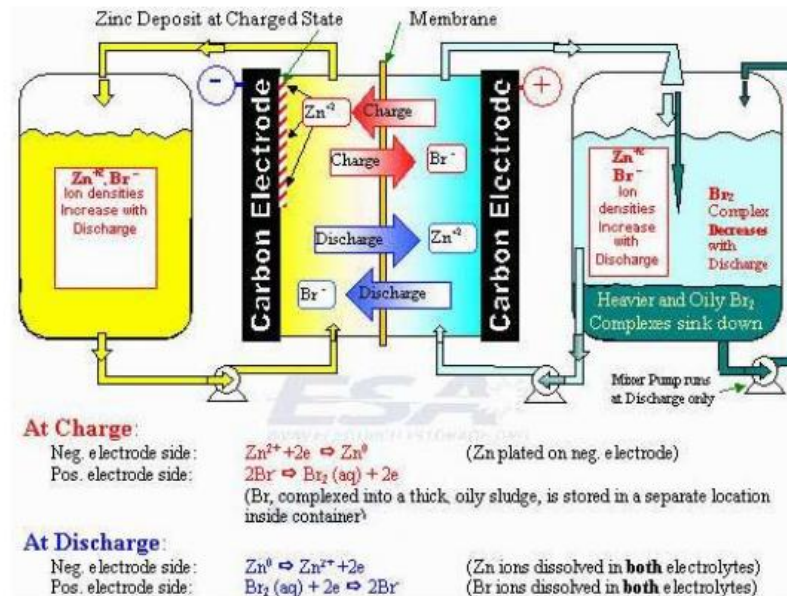 Zinc Deposit at Charged State
Membrane
−
+
Carbon Electrode
Zn+2
Charge
Charge
Br -
Discharge
Zn+2
Br -
Discharge
Carbon Electrode
Zn+2, Br -
Ion densities
Increase with
Discharge
Zn+2
Br -
Ion
densities
Increase
with
Discharge
Br2
Complex
Decreases
with
Discharge
Heavier and Oily Br2
Complexes sink down
Mixer Pump runs
at Discharge only
ESA
At Charge:
Neg. electrode side: Zn2+ +2e ⇨ Zn0 (Zn plated on neg. electrode)
Pos. electrode side: 2Br- ⇨ Br2 (aq) + 2e
(Br, complexed into a thick, oily sludge, is stored in a separate location
inside container)
At Discharge:
Neg. electrode side: Zn0 ⇨ Zn2+ +2e (Zn ions dissolved in both electrolytes)
Pos. electrode side: Br2 (aq) + 2e ⇨ 2Br- (Br ions dissolved in both electrolytes)